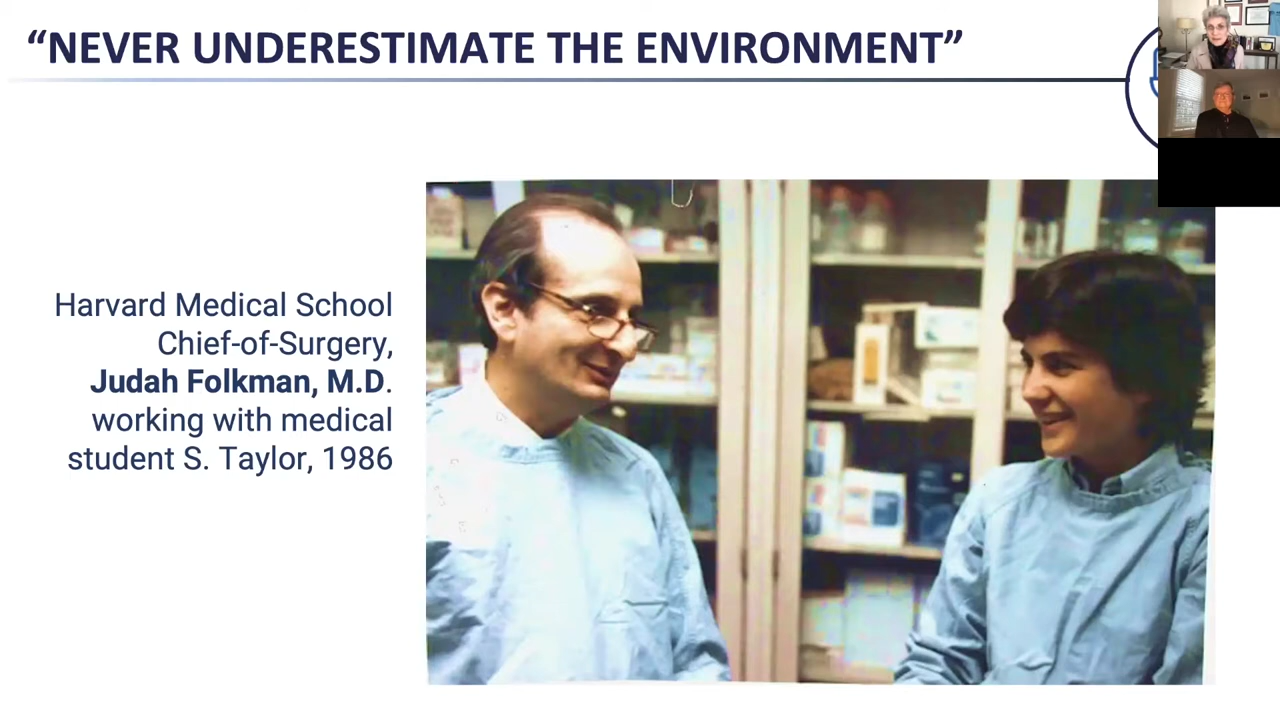 “NEVER UNDERESTIMATE THE ENVIRONMENT”
Harvard Medical School
Chief-of-Surgery,
Judah Folkman, M.D.
working with medical
student S. Taylor, 1986